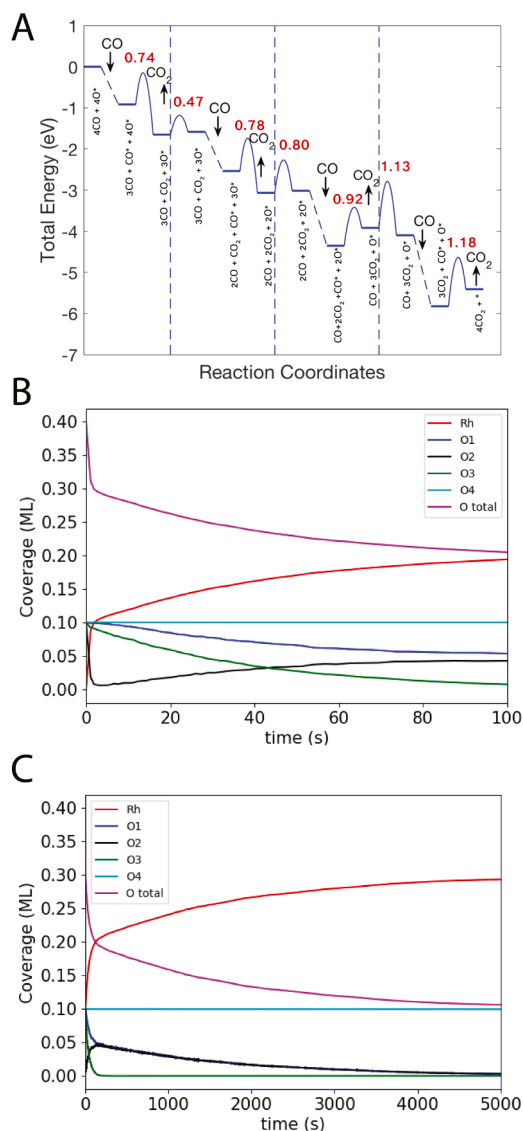 A
CO
0.74
CO2
0.47
CO
0.78
CO2
0.80
CO
0.92
CO2
1.13
CO
1.18
CO2
4CO + 4O*
3CO + CO* + 4O*
3CO + CO2 + 3O*
3CO + CO2 + 3O*
2CO + CO2 + CO* + 3O*
2CO + 2CO2 + 2O*
2CO + 2CO2 + 2O*
CO+2CO2+CO* + 2O*
CO + 3CO2 + O*
CO+ 3CO2 + O*
3CO2 + CO* +O*
4CO2 + *
Total Energy (eV)
1
0
-1
-2
-3
-4
-5
-6
-7
Reaction Coordinates
B
Coverage (ML)
0.40
0.35
0.30
0.25
0.20
0.15
0.10
0.05
0.00
Rh
O1
O2
O3
O4
O total
0
20
40
60
80
100
time (s)
C
Coverage (ML)
0.40
0.35
0.30
0.25
0.20
0.15
0.10
0.05
0.00
Rh
O1
O2
O3
O4
O total
0
1000
2000
3000
4000
5000
time (s)